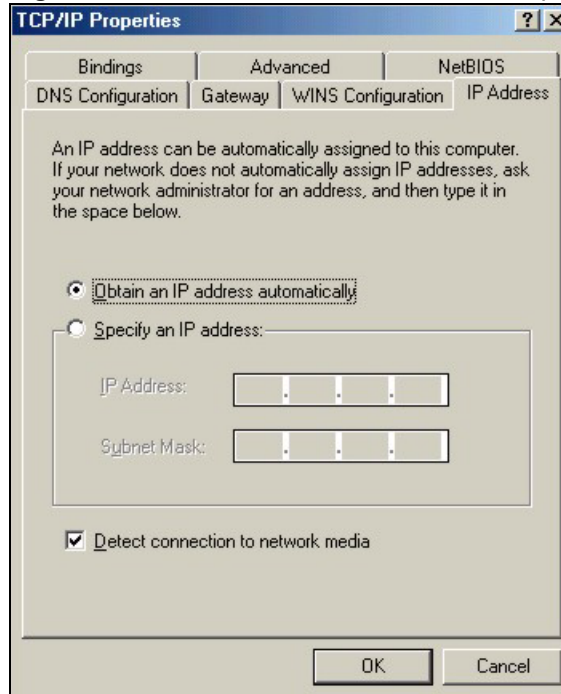 TCP/IP Properties
Bindings Advanced NetBIOS
DNS Configuration Gateway WINS Configuration IP Address
An IP address can be automatically assigned to this computer.
If your network does not automatically assign IP addresses, ask
your network administrator for an address, and then type it in
the space below.
Obtain an IP address automatically
Specify an IP address:
IP Address:
Subnet Mask:
Detect connection to network media
OK Cancel